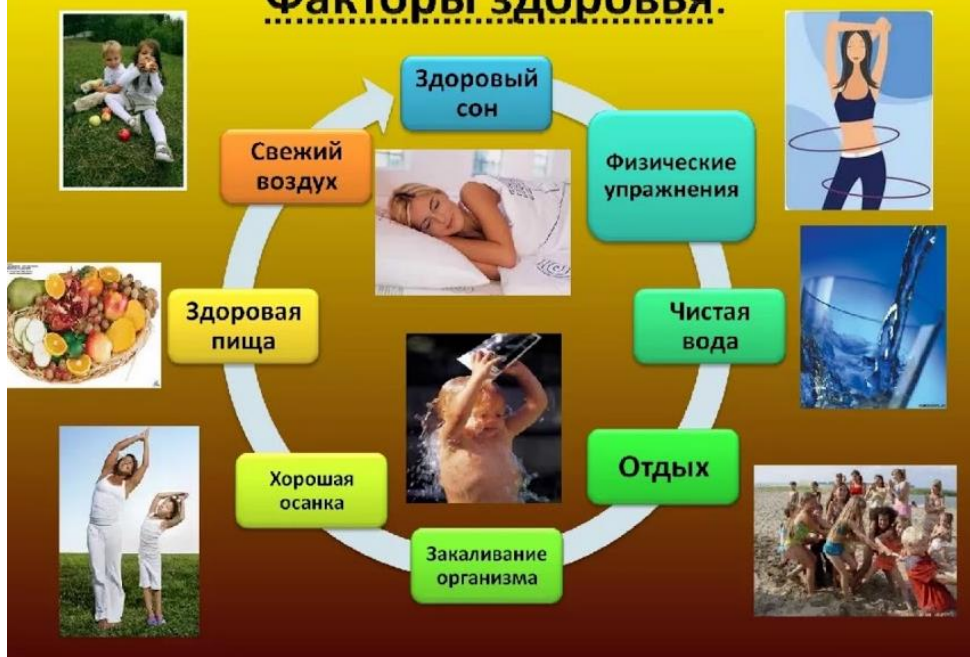 Факторы здоровья.
Здоровый
сон
Физические
упражнения
Чистая
вода
Отдых
Закаливание
организма
Хорошая
осанка
Здоровая
пища
Свежий
воздух